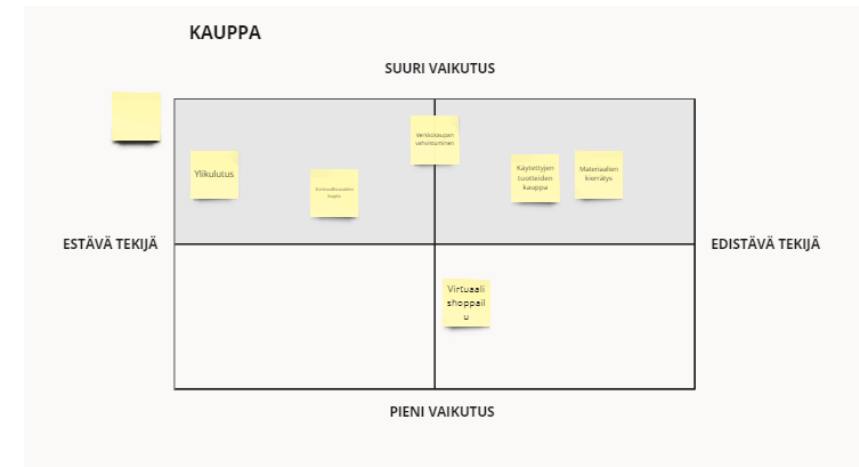 KAUPPA
SUURI VAIKUTUS
Verkkokaupan
vahvistuminen
Ylikulutus
Käytettyjen
tuotteiden
kauppa
Materiaalien
kierrätys
kauppa
ESTÄVÄ TEKIJÄ
EDISTÄVÄ TEKIJÄ
Virtuaali
shoppail
u
PIENI VAIKUTUS